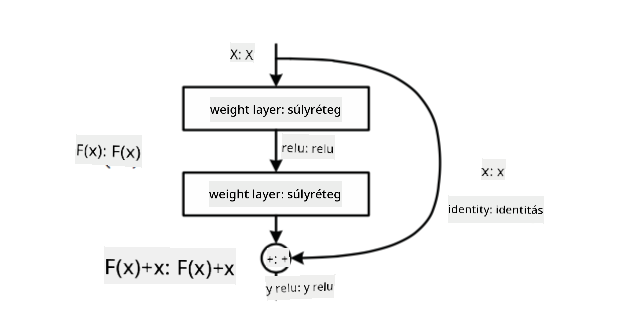 X: X
weight layer: súlyréteg
relu: relu
F(x): F(x)
weight layer: súlyréteg
x: x
identity: identitás
+: +
F(x)+x: F(x)+x
y relu: y relu